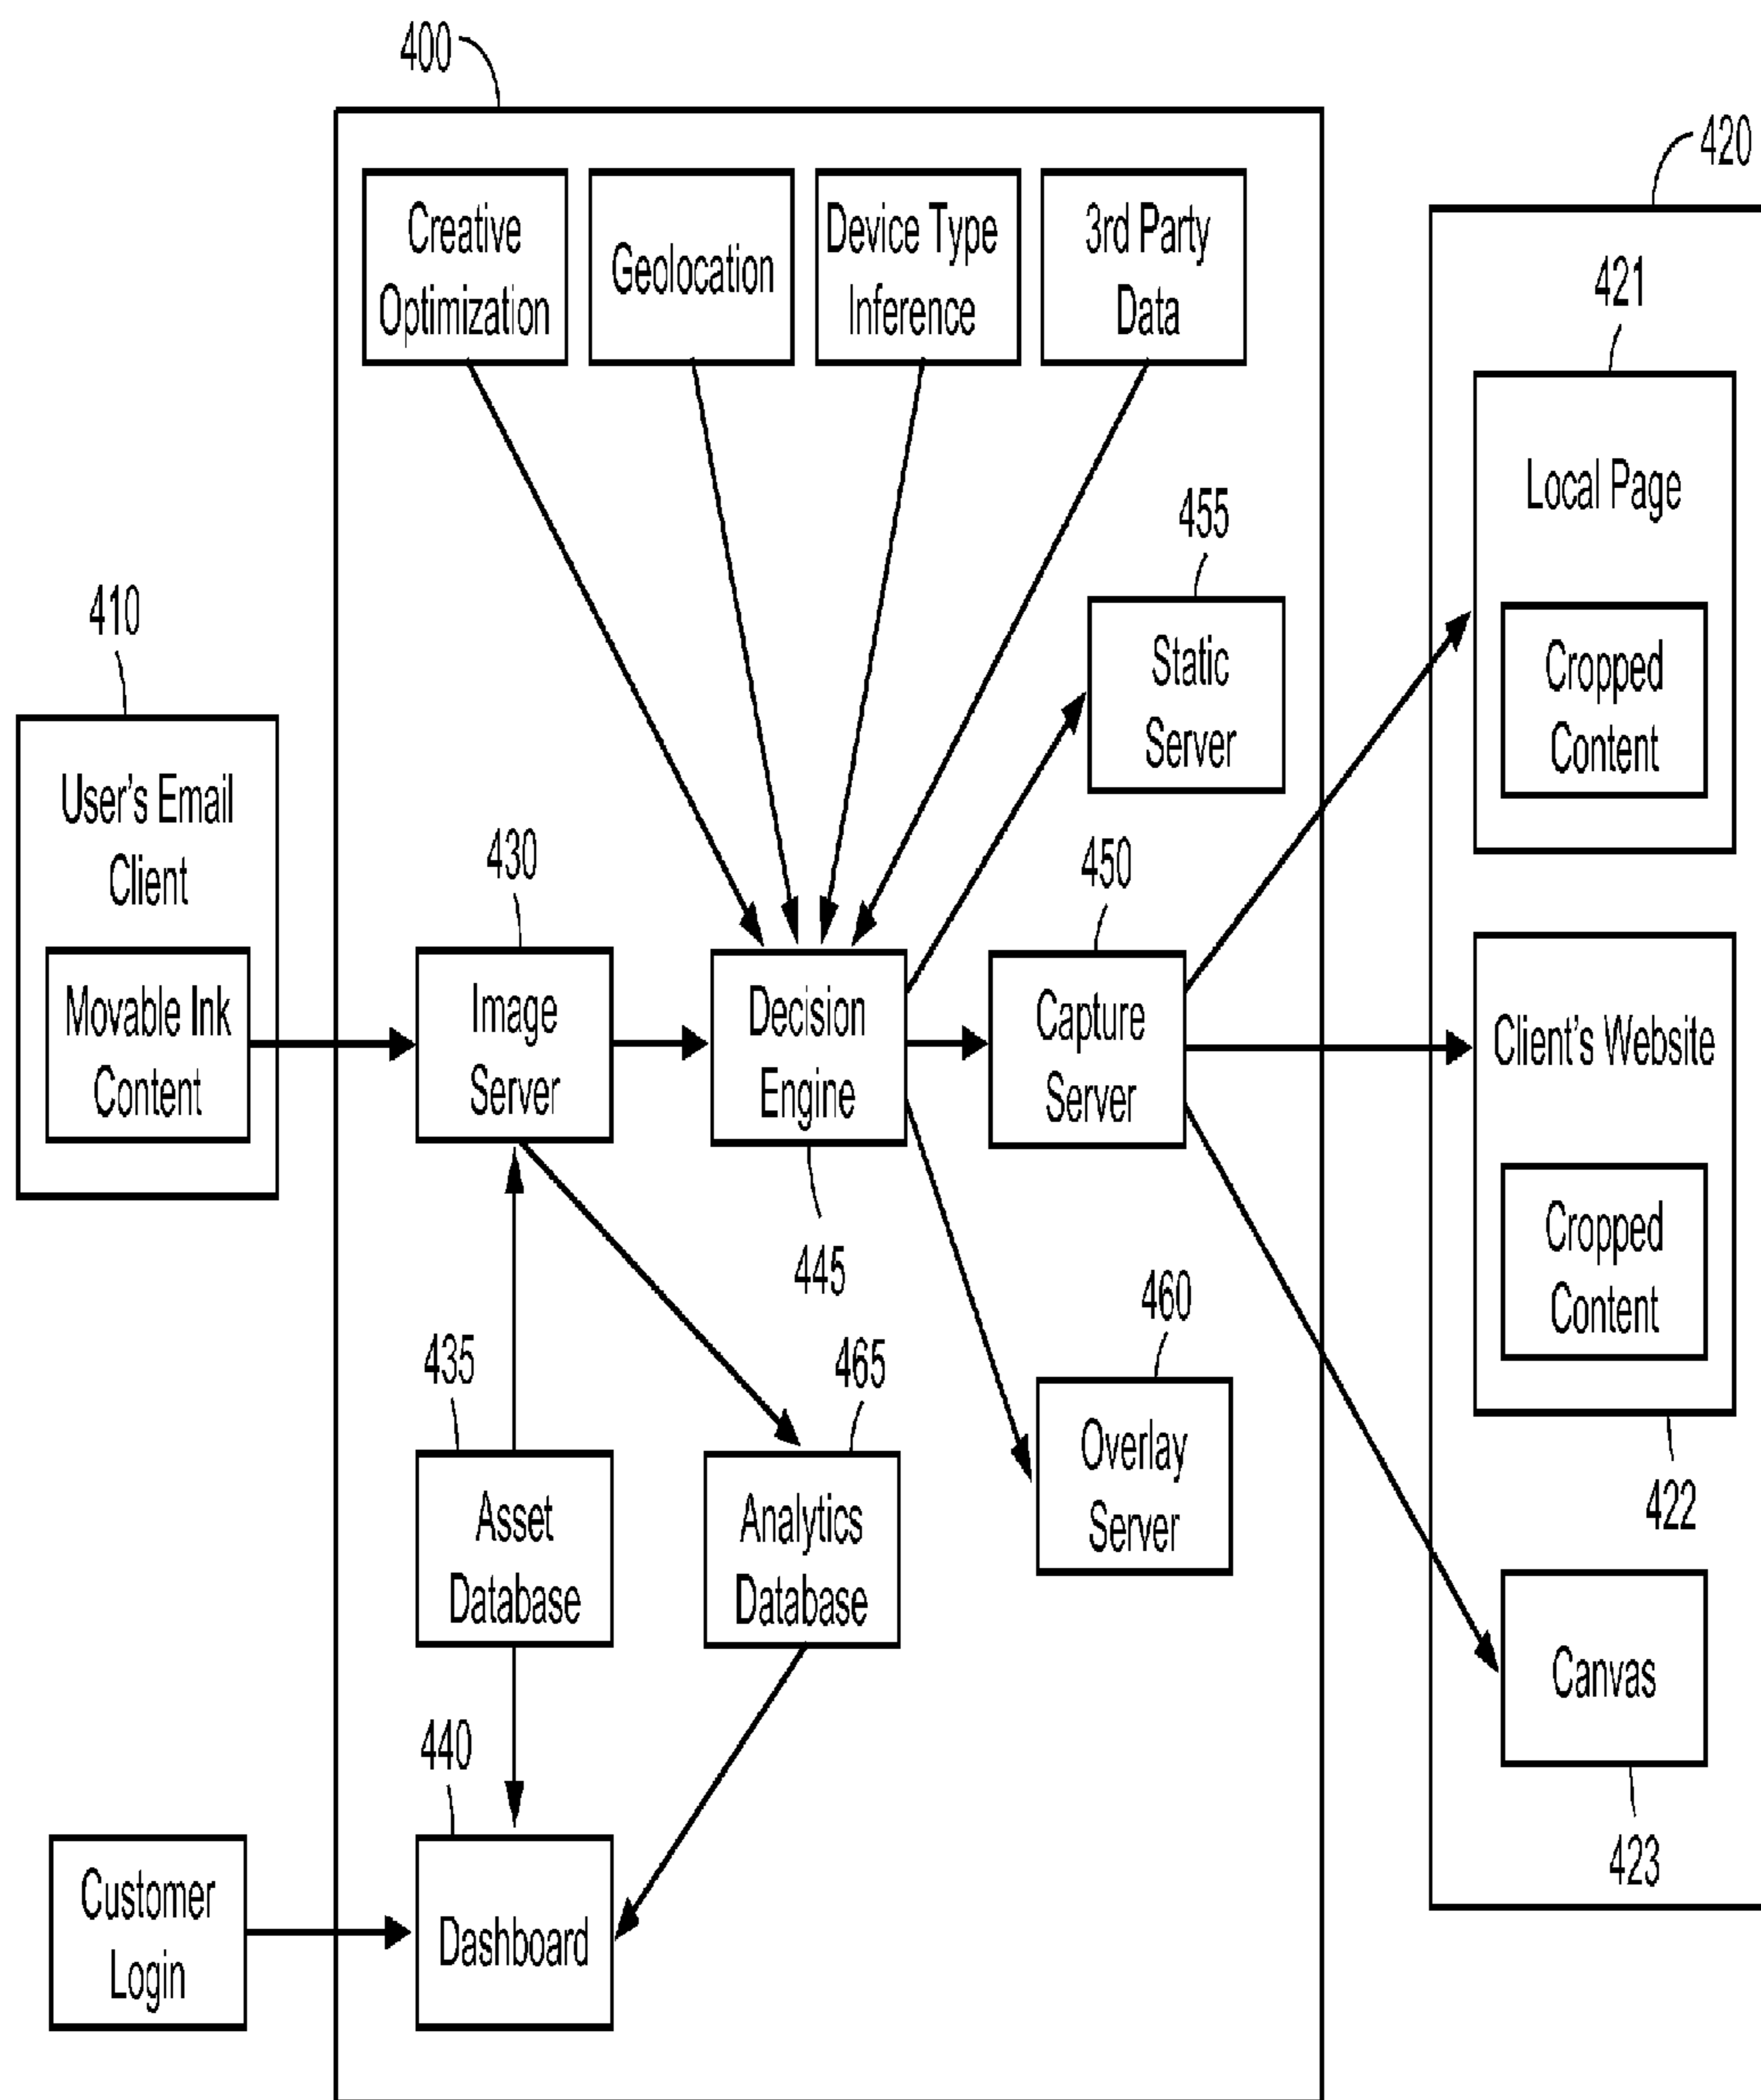 400
420
Creative
Optimization
Geolocation
Device Type
Inference
3rd Party
Data
421
Local Page
Cropped
Content
455
Static
Server
410
User's Email
Client
Movable Ink
Content
430
Image
Server
Decision
Engine
445
450
Capture
Server
Client's Website
Cropped
Content
422
435
Asset
Database
465
Analytics
Database
460
Overlay
Server
Canvas
423
440
Dashboard
Customer
Login